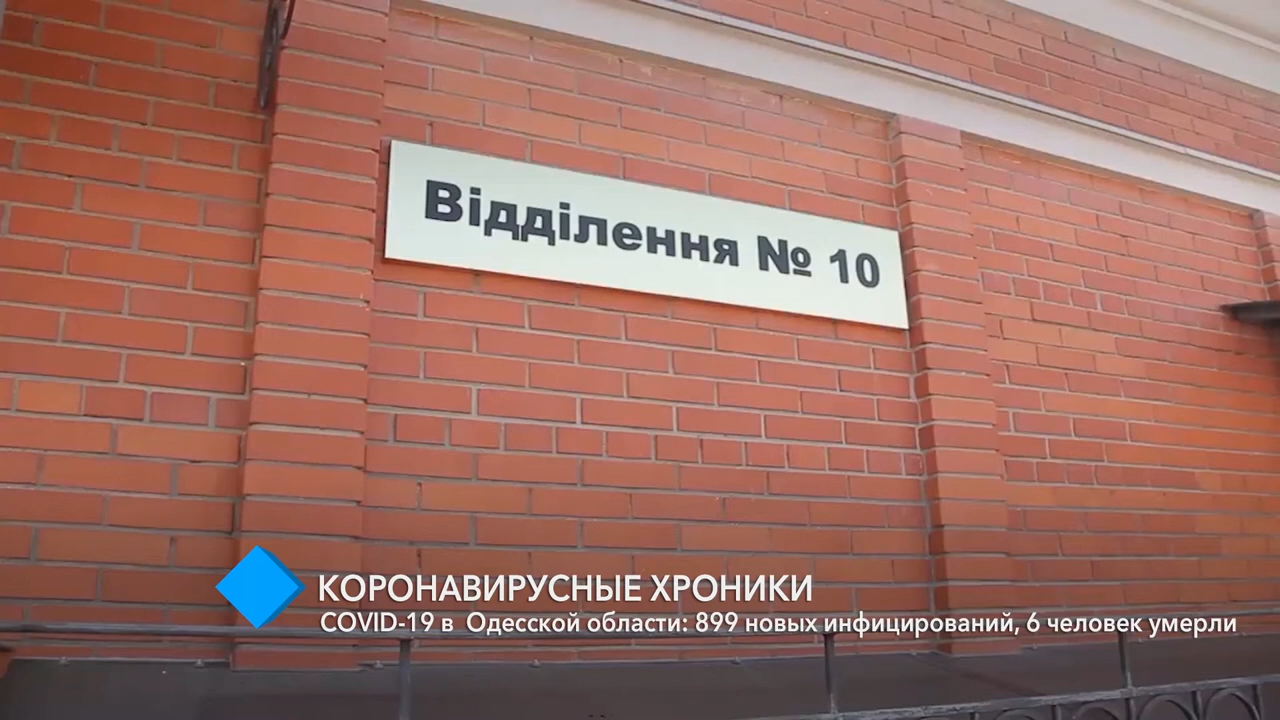 Відділення № 10
КОРОНАВИРУСНЫЕ ХРОНИКИ
COVID-19 в Одесской области: 899 новых инфицирований, 6 человек умерли